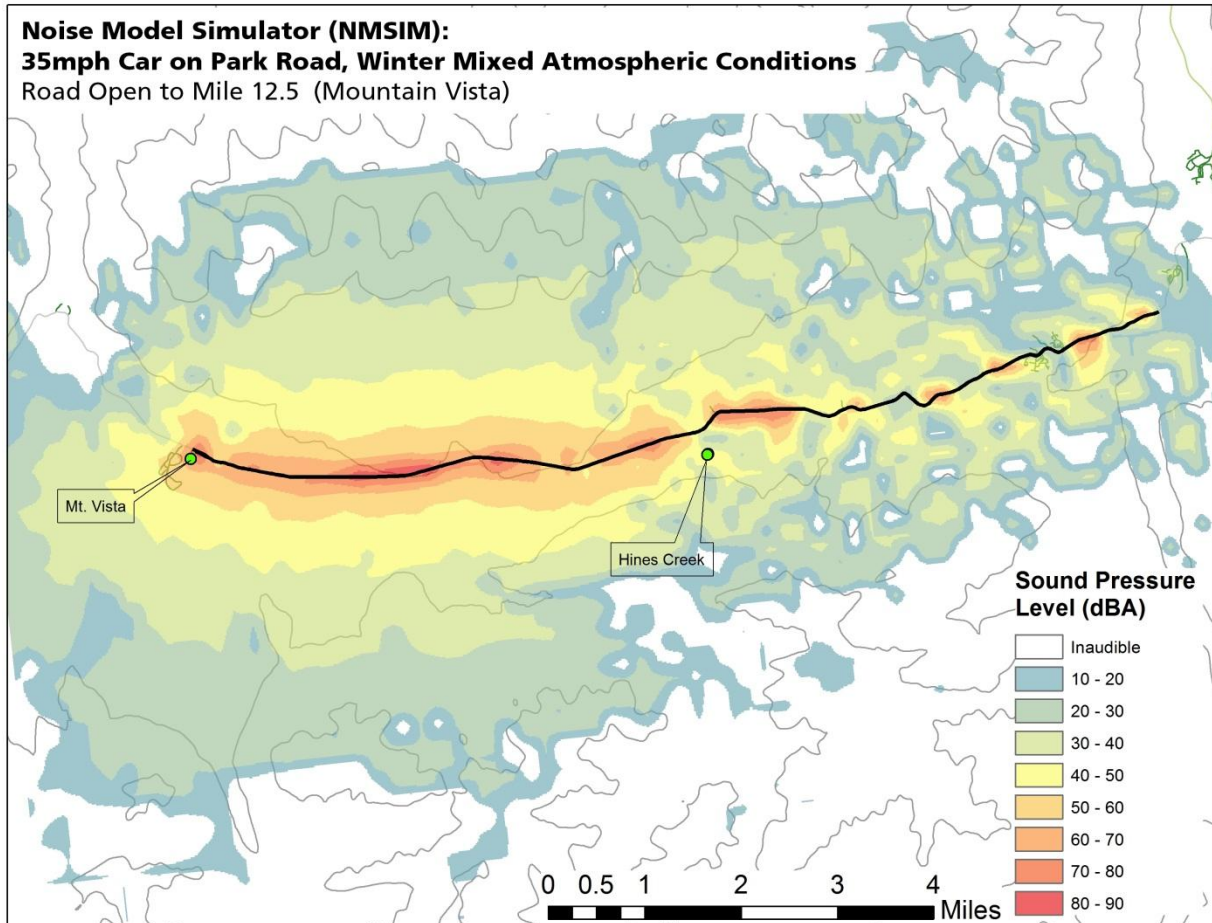 Noise Model Simulator (NMSIM):
35mph Car on Park Road, Winter Mixed Atmospheric Conditions
Road Open to Mile 12.5 (Mountain Vista)
Mt. Vista
Hines Creek
Sound Pressure
Level (dBA)
Inaudible
10 - 20
20 - 30
30 - 40
40 - 50
50 - 60
60 - 70
70 - 80
80 - 90
0 0.5 1 2 3 4
Miles